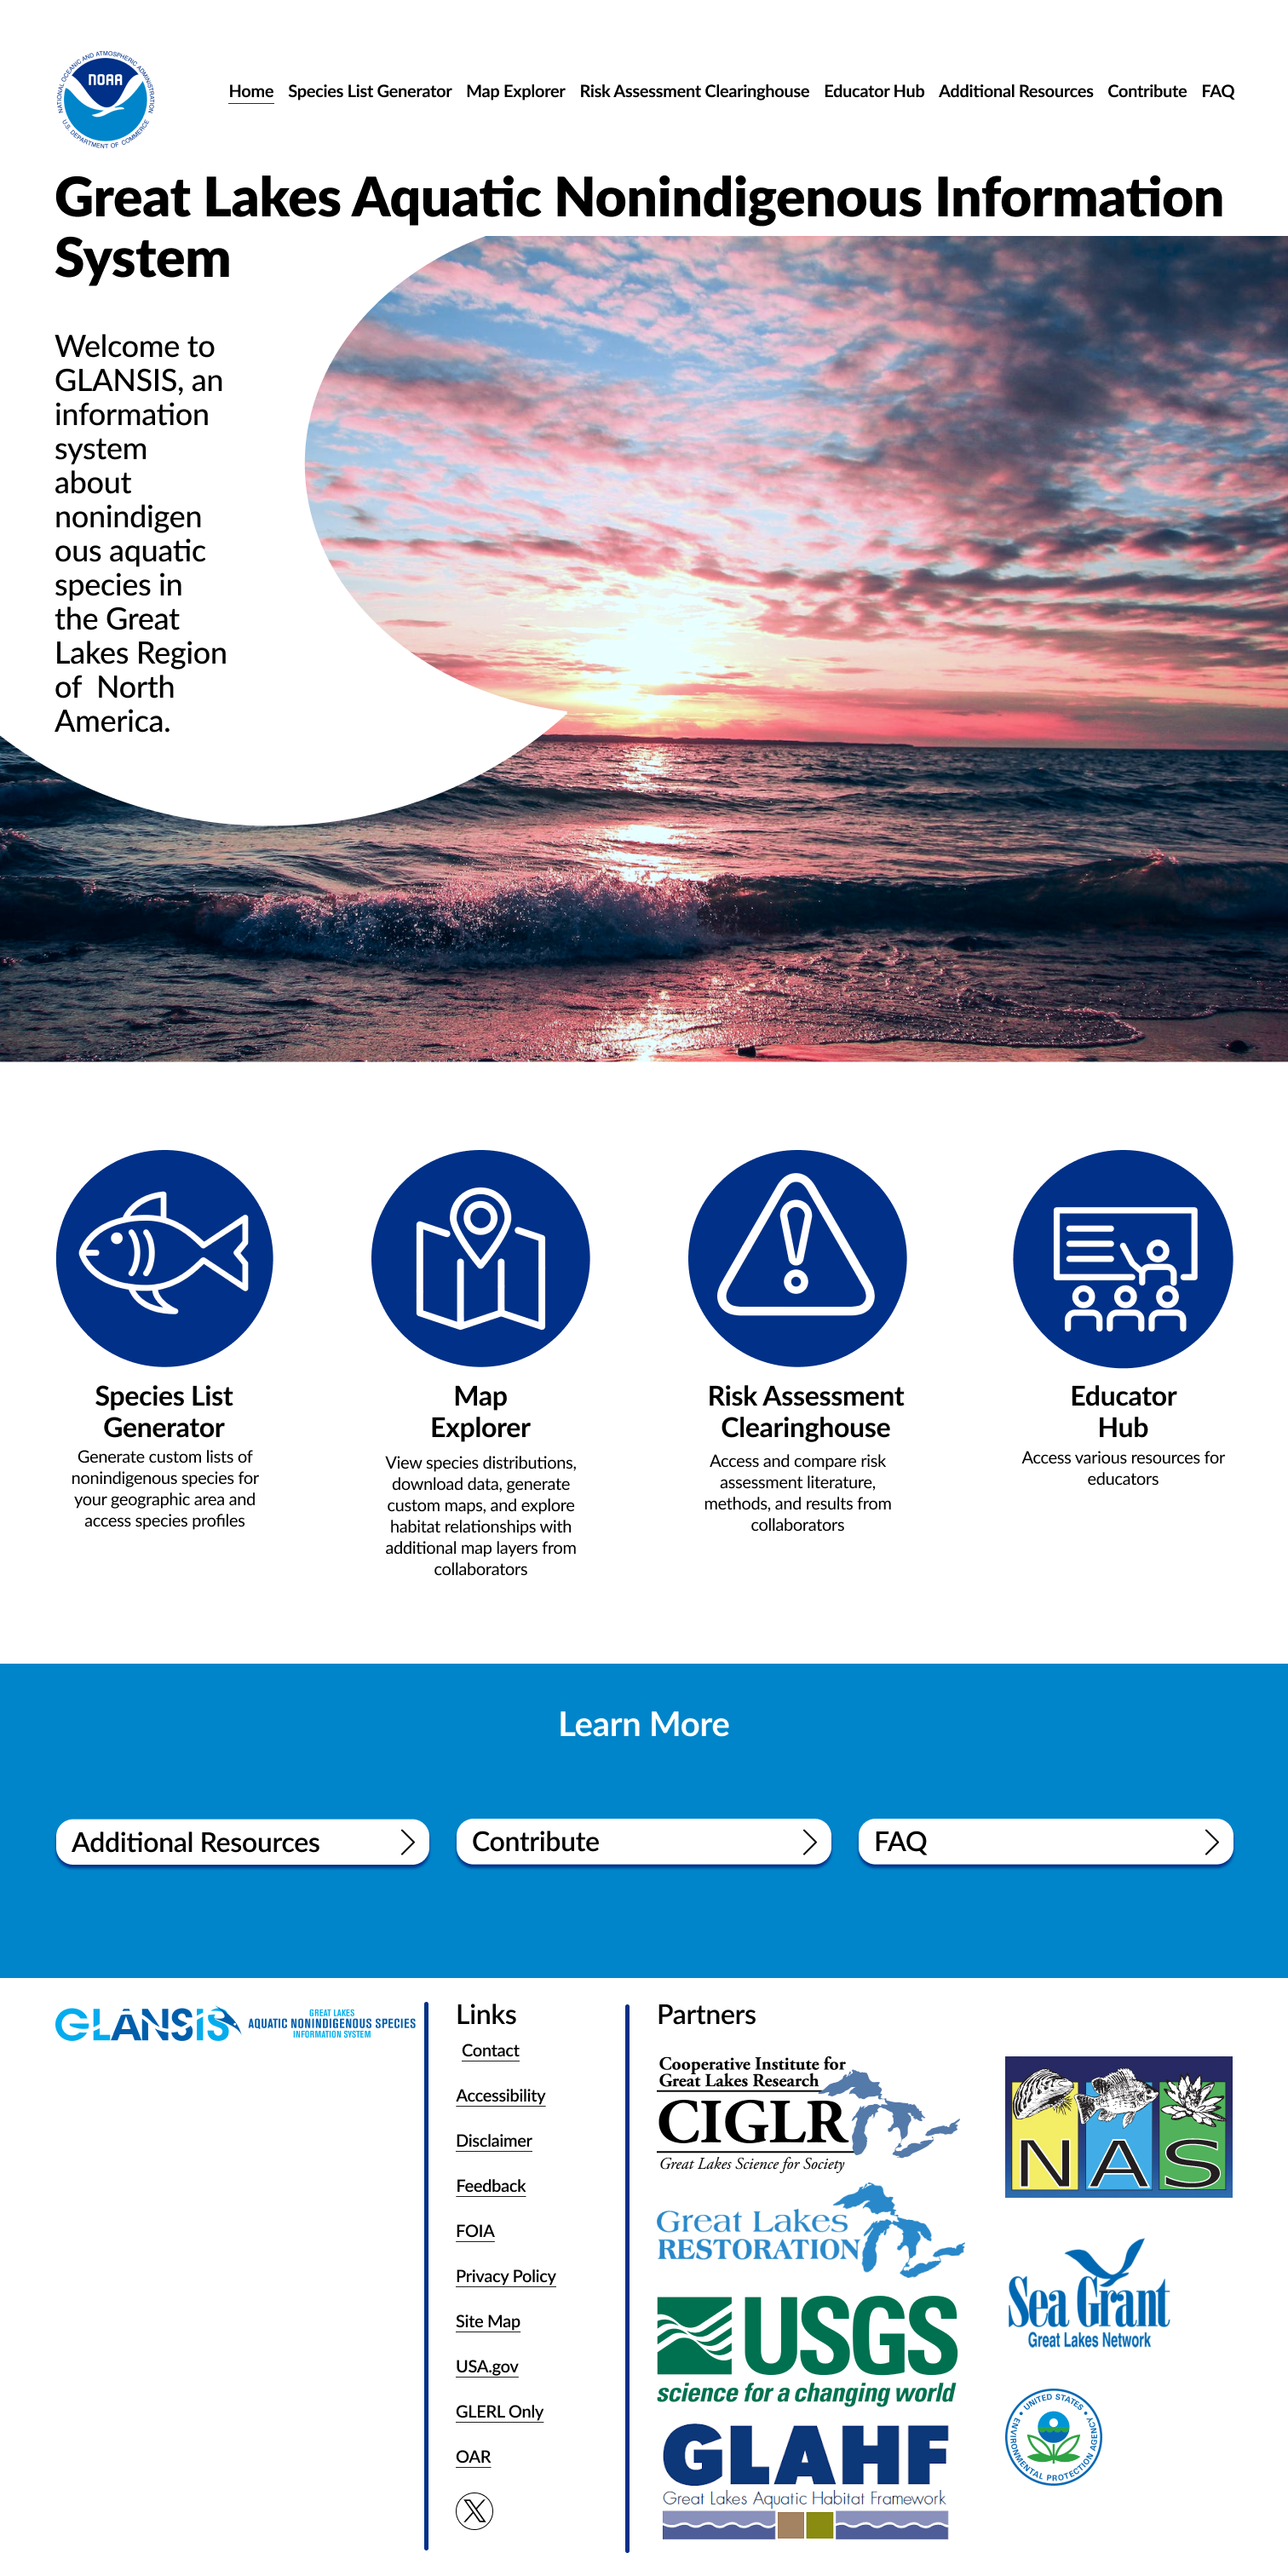 NATIONAL OCEANIC AND ATMOSPHERIC ADMINISTRATION
NOAA
U.S. DEPARTMENT OF COMMERCE
Home Species List Generator Map Explorer Risk Assessment Clearinghouse Educator Hub Additional Resources Contribute FAQ
Great Lakes Aquatic Nonindigenous Information
System
Welcome to
GLANSIS, an
information
system
about
nonindigen
ous aquatic
species in
the Great
Lakes Region
of North
America.
Species List
Generator
Generate custom lists of
nonindigenous species for
your geographic area and
access species profiles
Map
Explorer
View species distributions,
download data, generate
custom maps, and explore
habitat relationships with
additional map layers from
collaborators
Risk Assessment
Clearinghouse
Access and compare risk
assessment literature,
methods, and results from
collaborators
Educator
Hub
Access various resources for
educators
Learn More
Additional Resources
Contribute
FAQ
GLANSIS
GREAT LAKES
AQUATIC NONINDIGENOUS SPECIES
INFORMATION SYSTEM
Links
Contact
Accessibility
Disclaimer
Feedback
FOIA
Privacy Policy
Site Map
USA.gov
GLERL Only
OAR
X
Partners
Cooperative Institute for
Great Lakes Research
CIGLR
Great Lakes Science for Society
Great Lakes
RESTORATION
USGS
science for a changing world
GLAHF
Great Lakes Aquatic Habitat Framework
NAS
Sea Grant
Great Lakes Network
UNITED STATES
ENVIRONMENTAL PROTECTION AGENCY